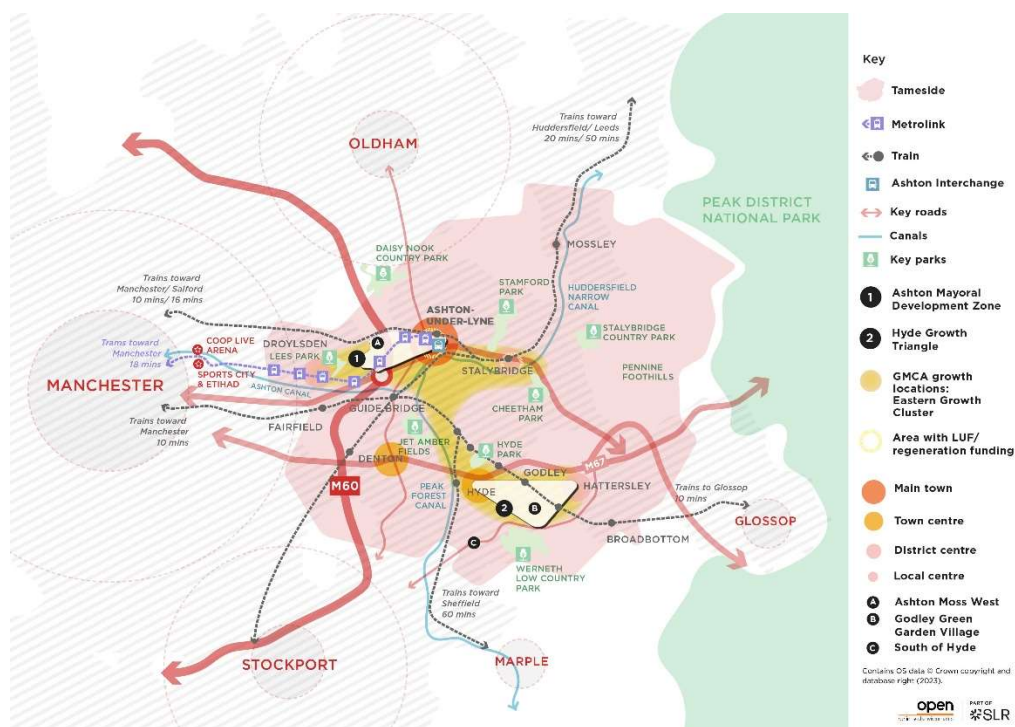 OLDHAM
Trains toward
Huddersfield/ Leeds
20 mins/ 50 mins
PEAK DISTRICT
NATIONAL PARK
MOSSLEY
DAISY NOOK
COUNTRY PARK
STAMFORD
PARK
HUDDERSFIELD
NARROW
CANAL
Trains toward
Manchester/ Salford
10 mins/ 16 mins
ASHTON-
UNDER-LYNE
STALYBRIDGE
COUNTRY PARK
COOP LIVE
ARENA
DROYLSDEN
LEES PARK
1
A
Trams toward
Manchester
18 mins
SPORTS CITY
& ETIHAD
STALYBRIDGE
PENNINE
FOOTHILLS
MANCHESTER
ASHTON CANAL
GUIDE BRIDGE
CHEETHAM
PARK
Trains toward
Manchester
10 mins
FAIRFIELD
JET AMBER
FIELDS
HYDE
PARK
DENTON
GODLEY
M67
HATTERSLEY
M60
PEAK
FOREST
CANAL
HYDE
2
B
Trains to Glossop
10 mins
GLOSSOP
C
BROADBOTTOM
WERNETH
LOW COUNTRY
PARK
Trains toward
Sheffield
60 mins
STOCKPORT
MARPLE
Key
Tameside
Metrolink
Train
Ashton Interchange
Key roads
Canals
Key parks
1
Ashton Mayoral
Development Zone
2
Hyde Growth
Triangle
GMCA growth
locations:
Eastern Growth
Cluster
Area with LUF/
regeneration funding
Main town
Town centre
District centre
Local centre
A
Ashton Moss West
B
Godley Green
Garden Village
C
South of Hyde
Contains OS data © Crown copyright and
database right (2023).
open
PART OF
SLR